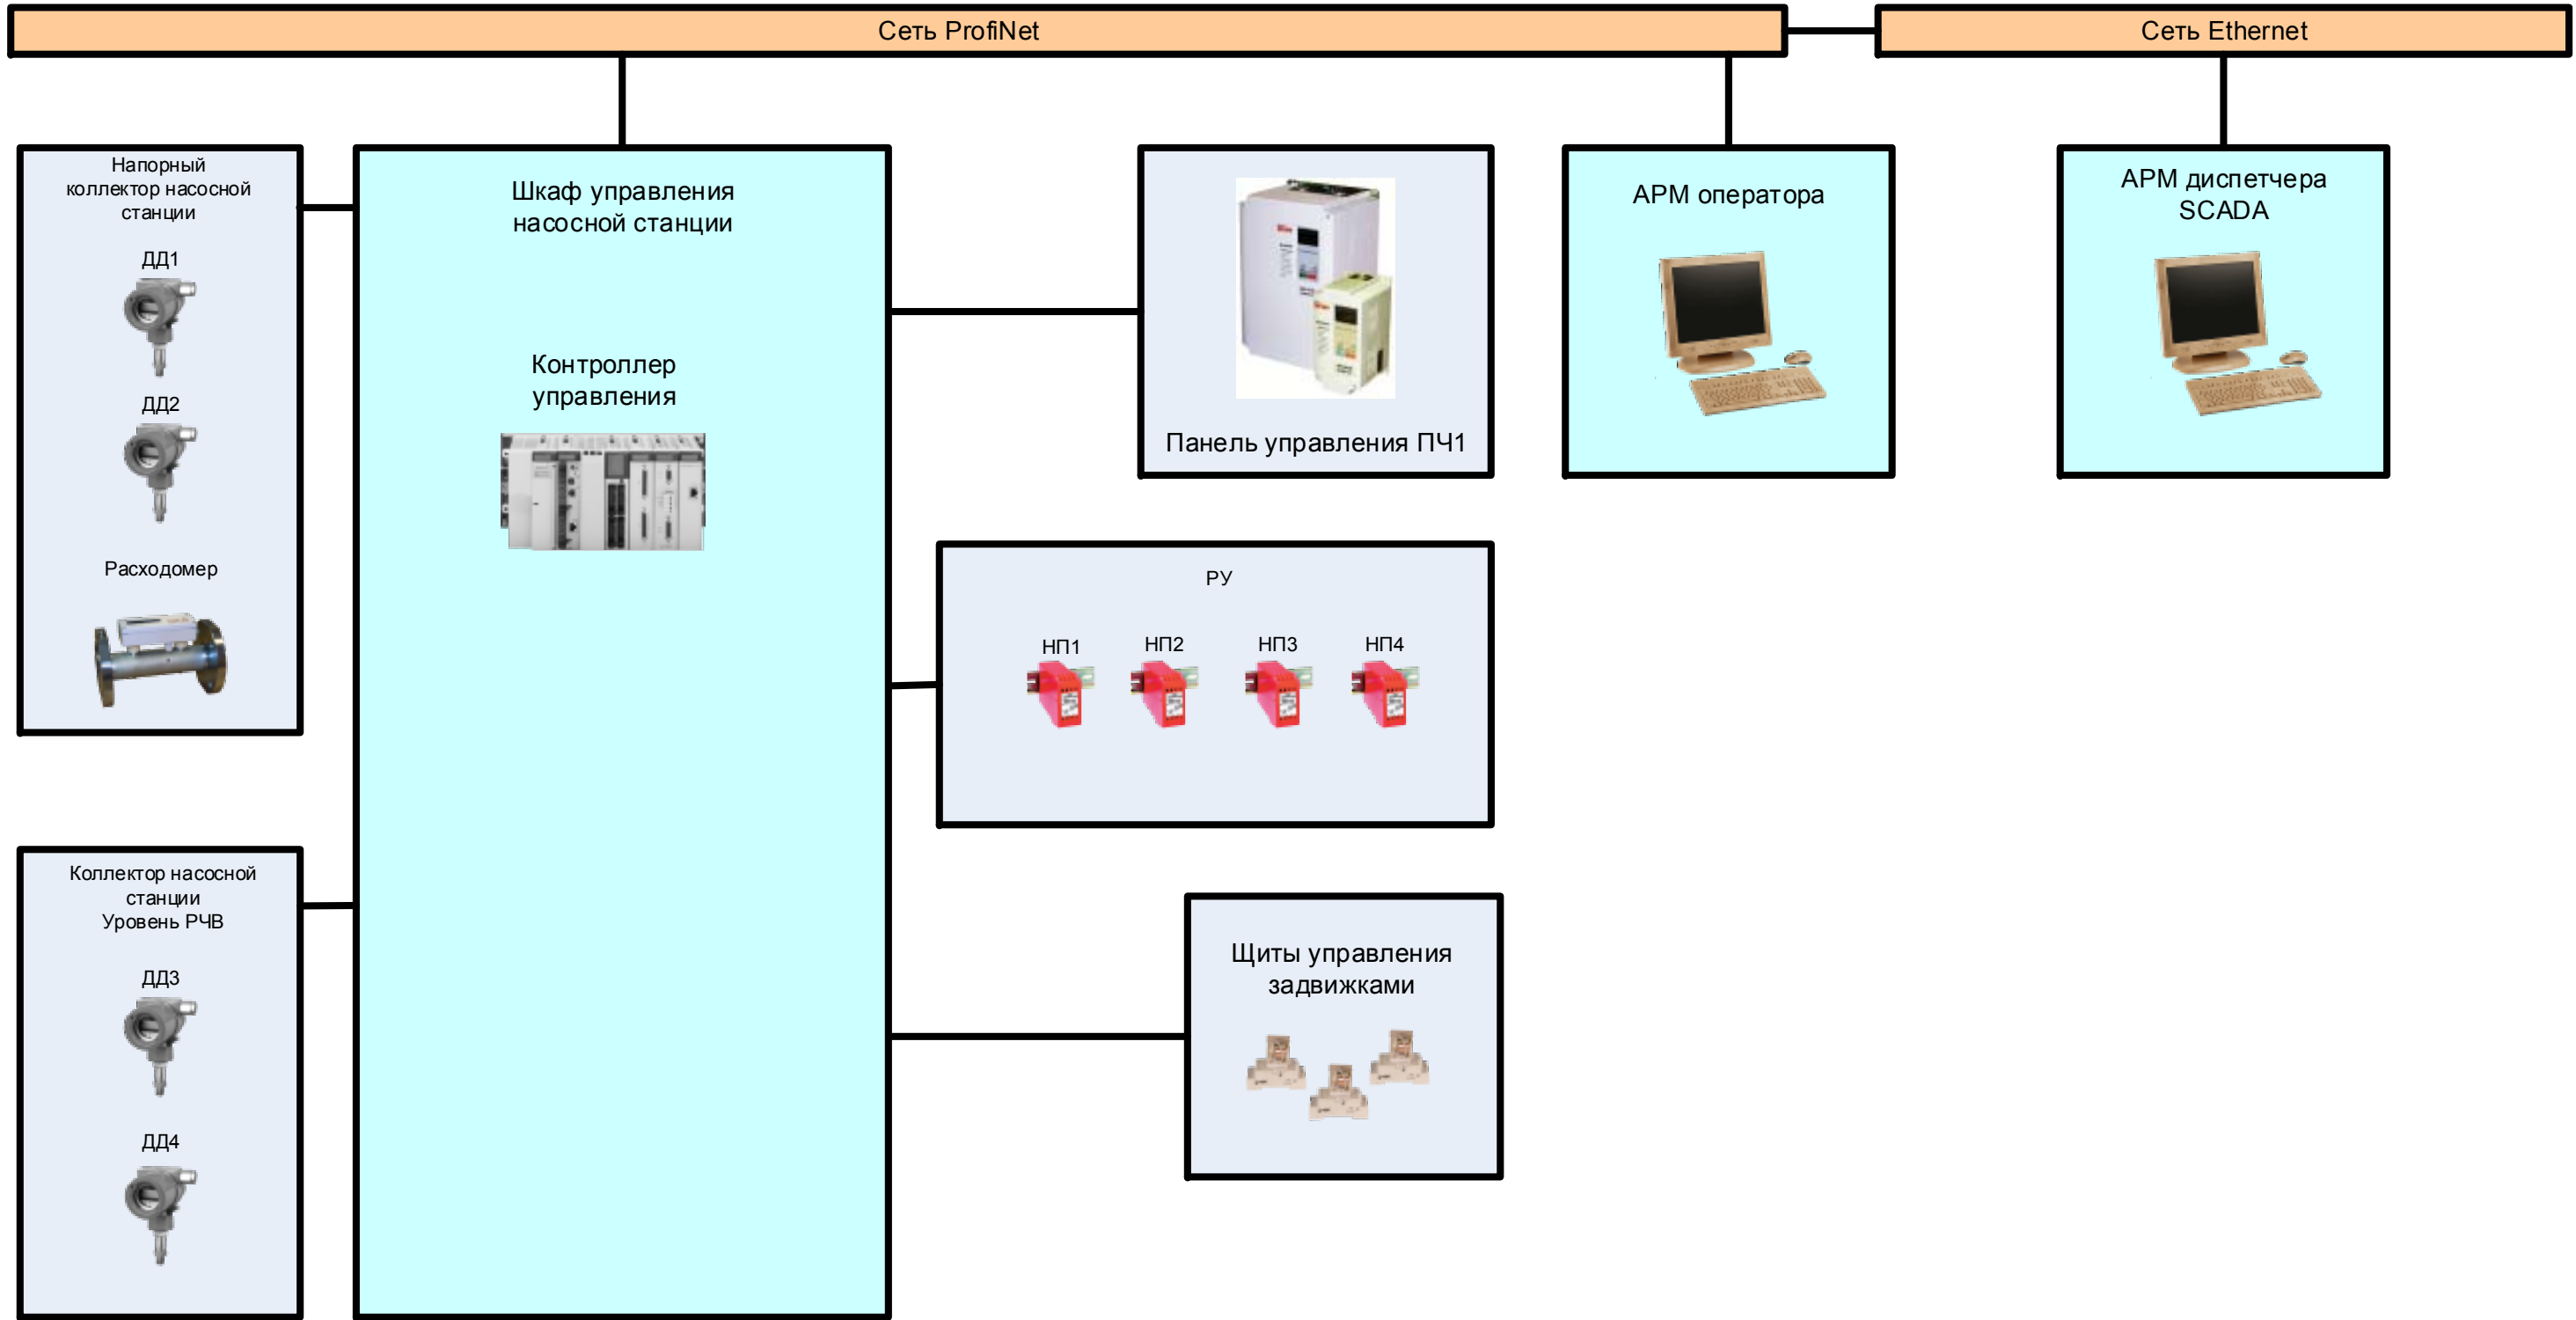 Сеть ProfiNet
Сеть Ethernet
Напорный
коллектор насосной
станции
ДД1
ДД2
Расходомер
Шкаф управления
насосной станции
Контроллер
управления
Панель управления ПЧ1
АРМ оператора
АРМ диспетчера
SCADA
РУ
НП1
НП2
НП3
НП4
Коллектор насосной
станции
Уровень РЧВ
ДД3
ДД4
Щиты управления
задвижками